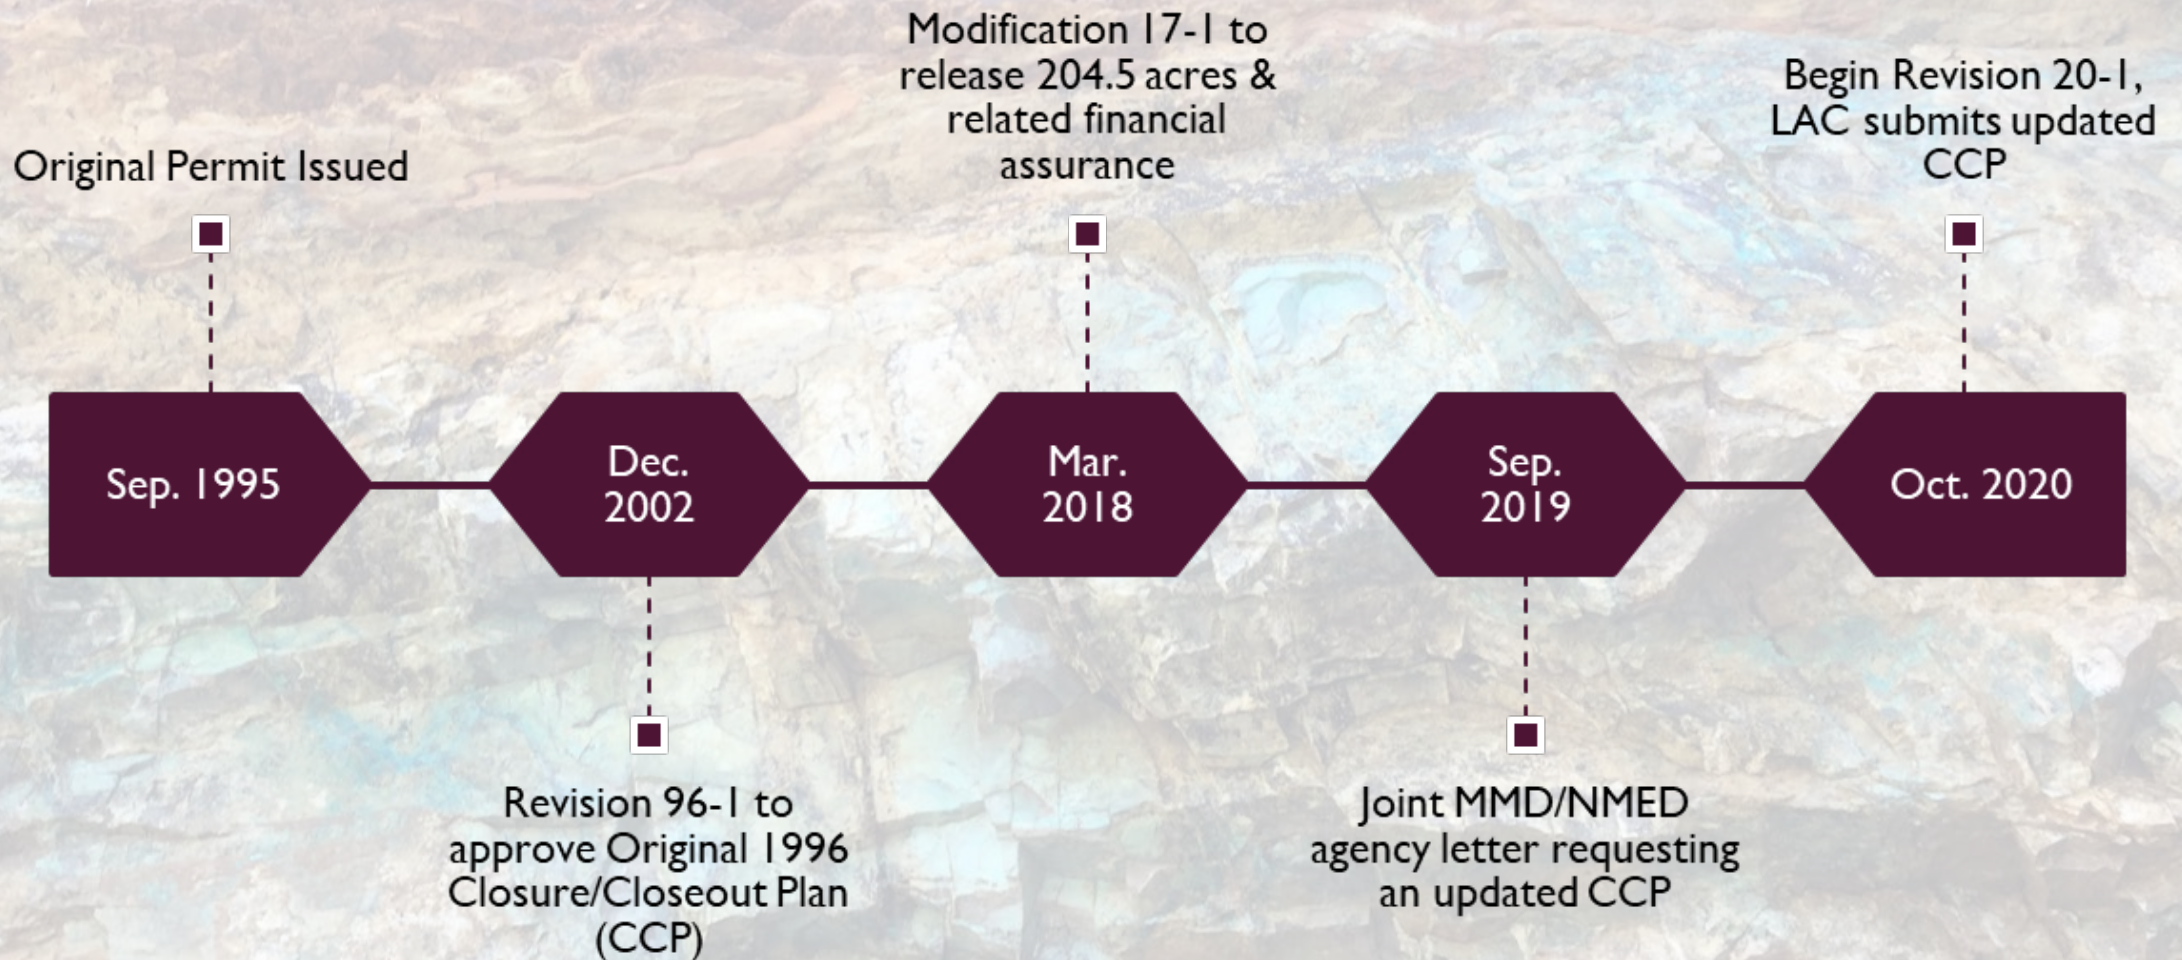 Original Permit Issued
Sep. 1995
Dec.
2002
Revision 96-1 to
approve Original 1996
Closure/Closeout Plan
(CCP)
Modification 17-1 to
release 204.5 acres &
related financial
assurance
Mar.
2018
Sep.
2019
Joint MMD/NMED
agency letter requesting
an updated CCP
Begin Revision 20-1,
LAC submits updated
CCP
Oct. 2020